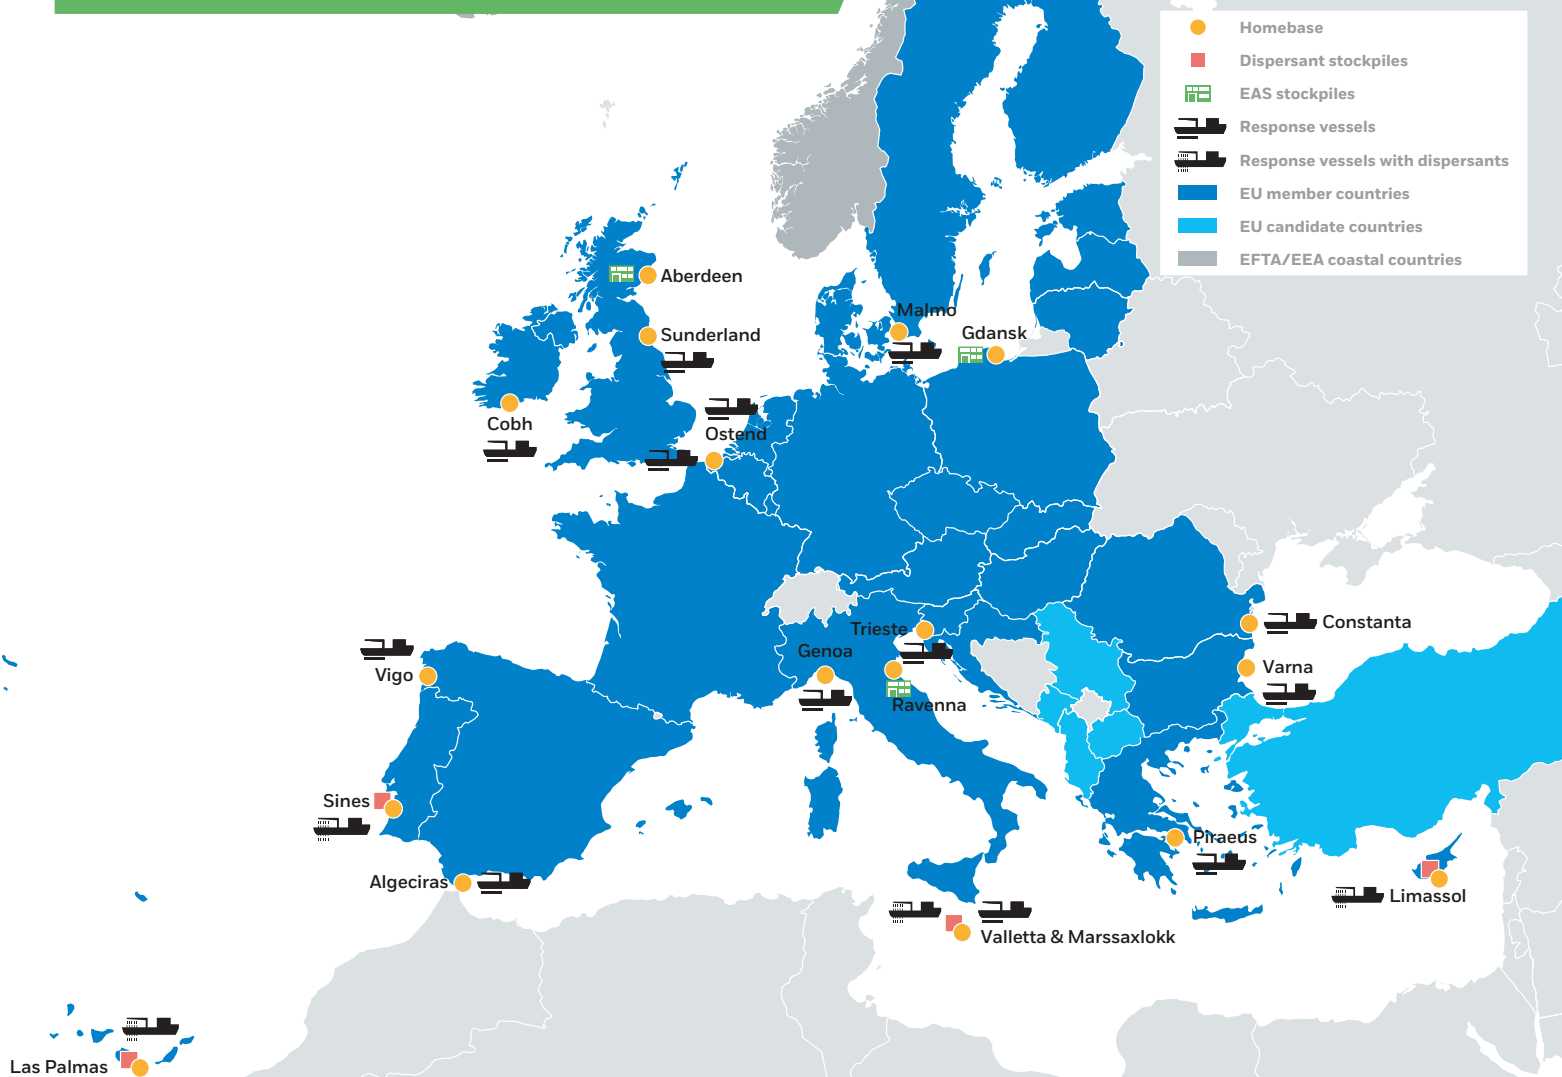 Homebase
Dispersant stockpiles
EAS stockpiles
Response vessels
Response vessels with dispersants
EU member countries
EU candidate countries
EFTA/EEA coastal countries
Aberdeen
Malmo
Sunderland
Gdansk
Cobh
Ostend
Constanta
Trieste
Genoa
Varna
Vigo
Ravenna
Sines
Piraeus
Algeciras
Limassol
Valletta & Marssaxlokk
Las Palmas